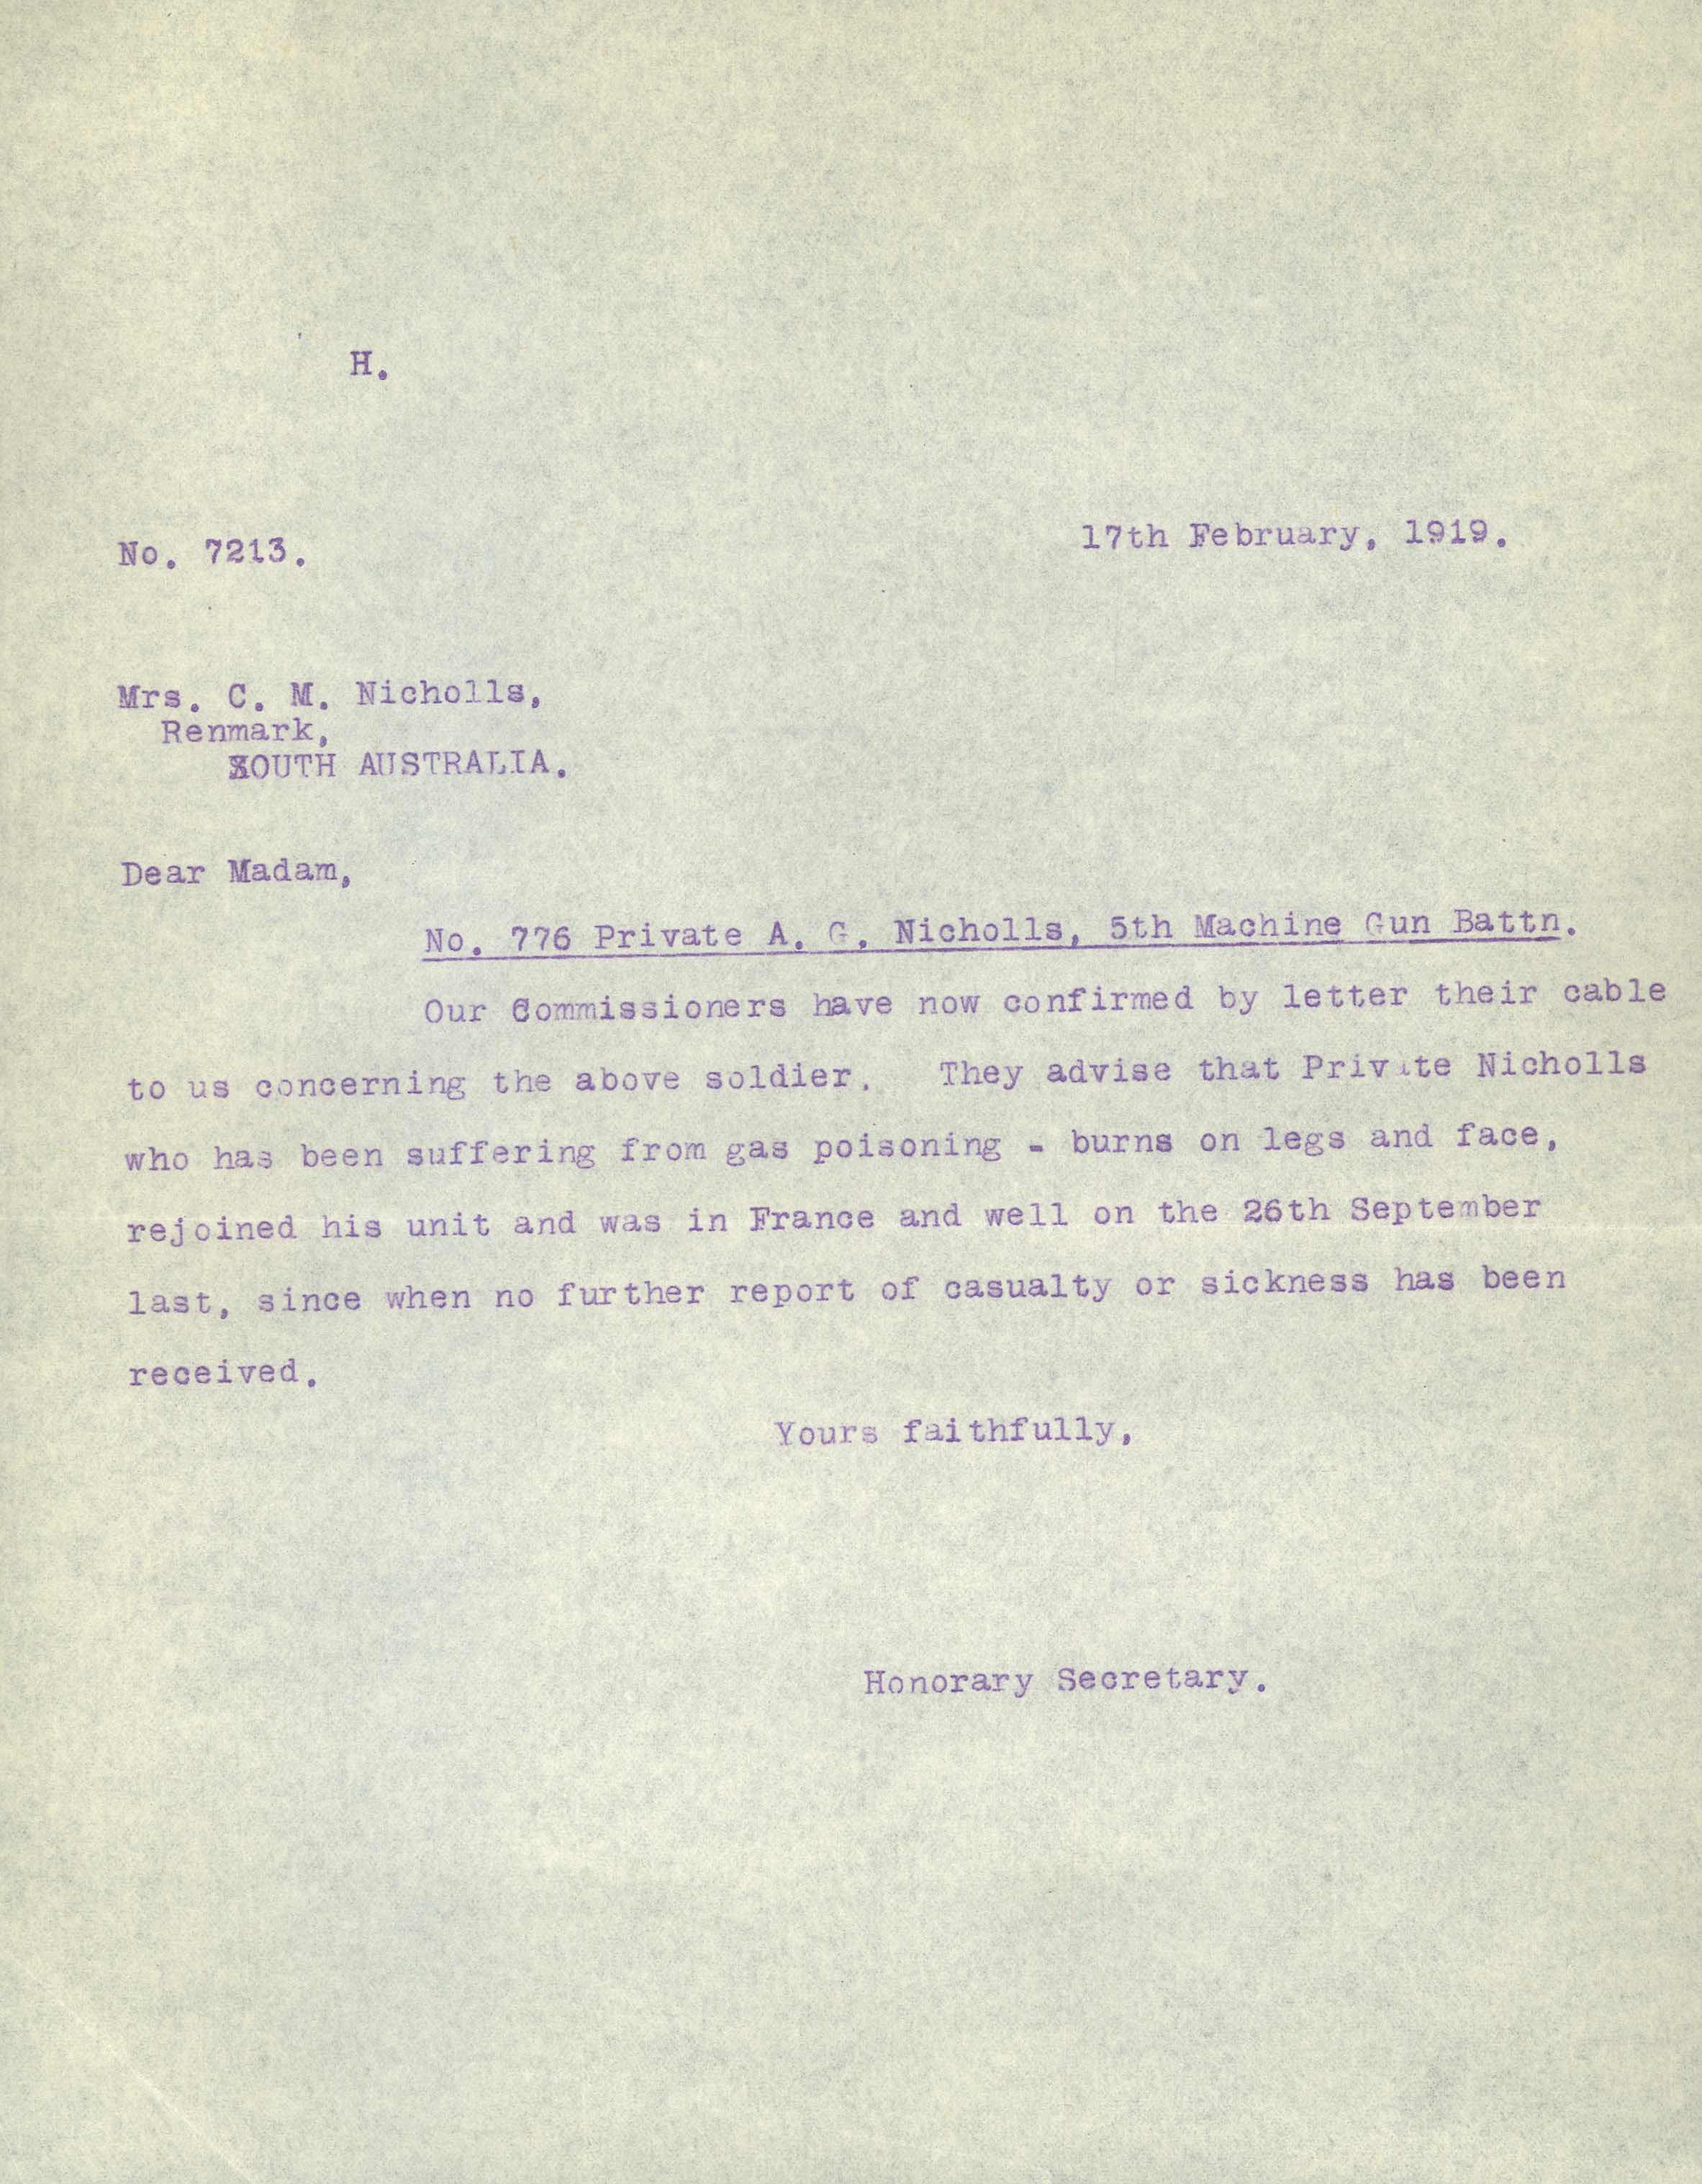 H.
No. 7213.
17th February, 1919.
Mrs. C. M. Nicholls,
Renmark,
SOUTH AUSTRALIA.
Dear Madam,
No. 776 Private A. G. Nicholls, 5th Machine Gun Battn.
Our Commissioners have now confirmed by letter their cable
to us concerning the above soldier. They advise that Private Nicholls
who has been suffering from gas poisoning - burns on legs and face,
rejoined his unit and was in France and well on the 26th September
last, since when no further report of casualty or sickness has been
received.
Yours faithfully,
Honorary Secretary.